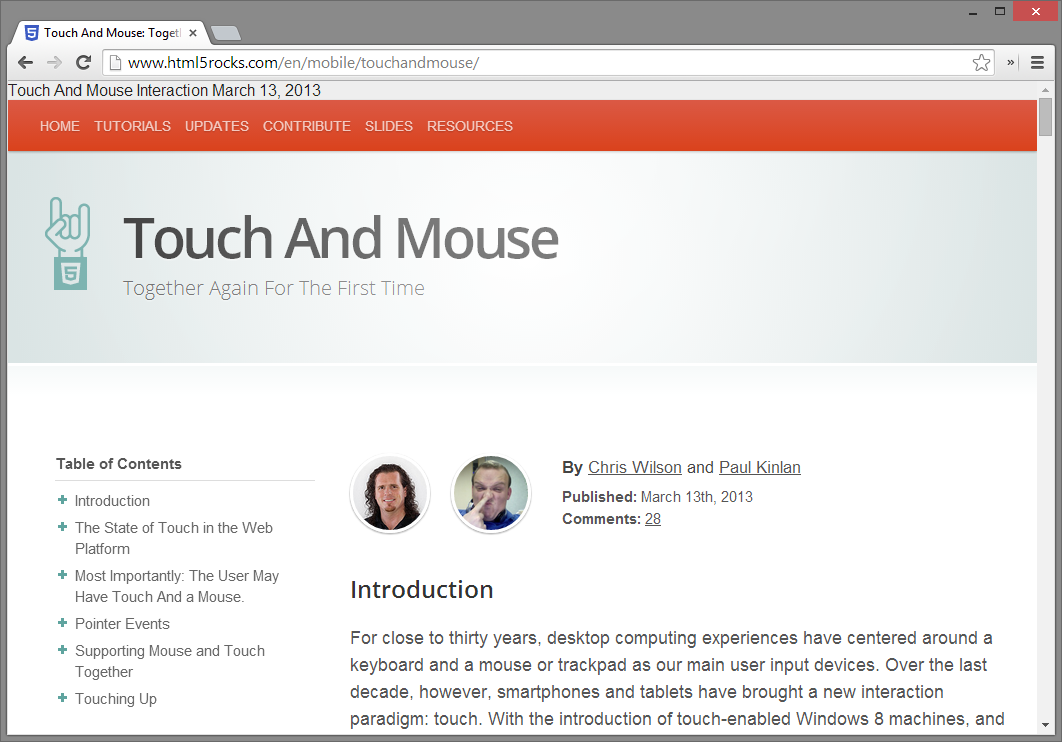 Touch And Mouse: Toget
www.html5rocks.com/en/mobile/touchandmouse/
Touch And Mouse Interaction March 13, 2013
HOME TUTORIALS UPDATES CONTRIBUTE SLIDES RESOURCES
5
Touch And Mouse
Together Again For The First Time
Table of Contents
Introduction
The State of Touch in the Web
Platform
Most Importantly: The User May
Have Touch And a Mouse.
Pointer Events
Supporting Mouse and Touch
Together
Touching Up
By Chris Wilson and Paul Kinlan
Published: March 13th, 2013
Comments: 28
Introduction
For close to thirty years, desktop computing experiences have centered around a
keyboard and a mouse or trackpad as our main user input devices. Over the last
decade, however, smartphones and tablets have brought a new interaction
paradigm: touch. With the introduction of touch-enabled Windows 8 machines, and